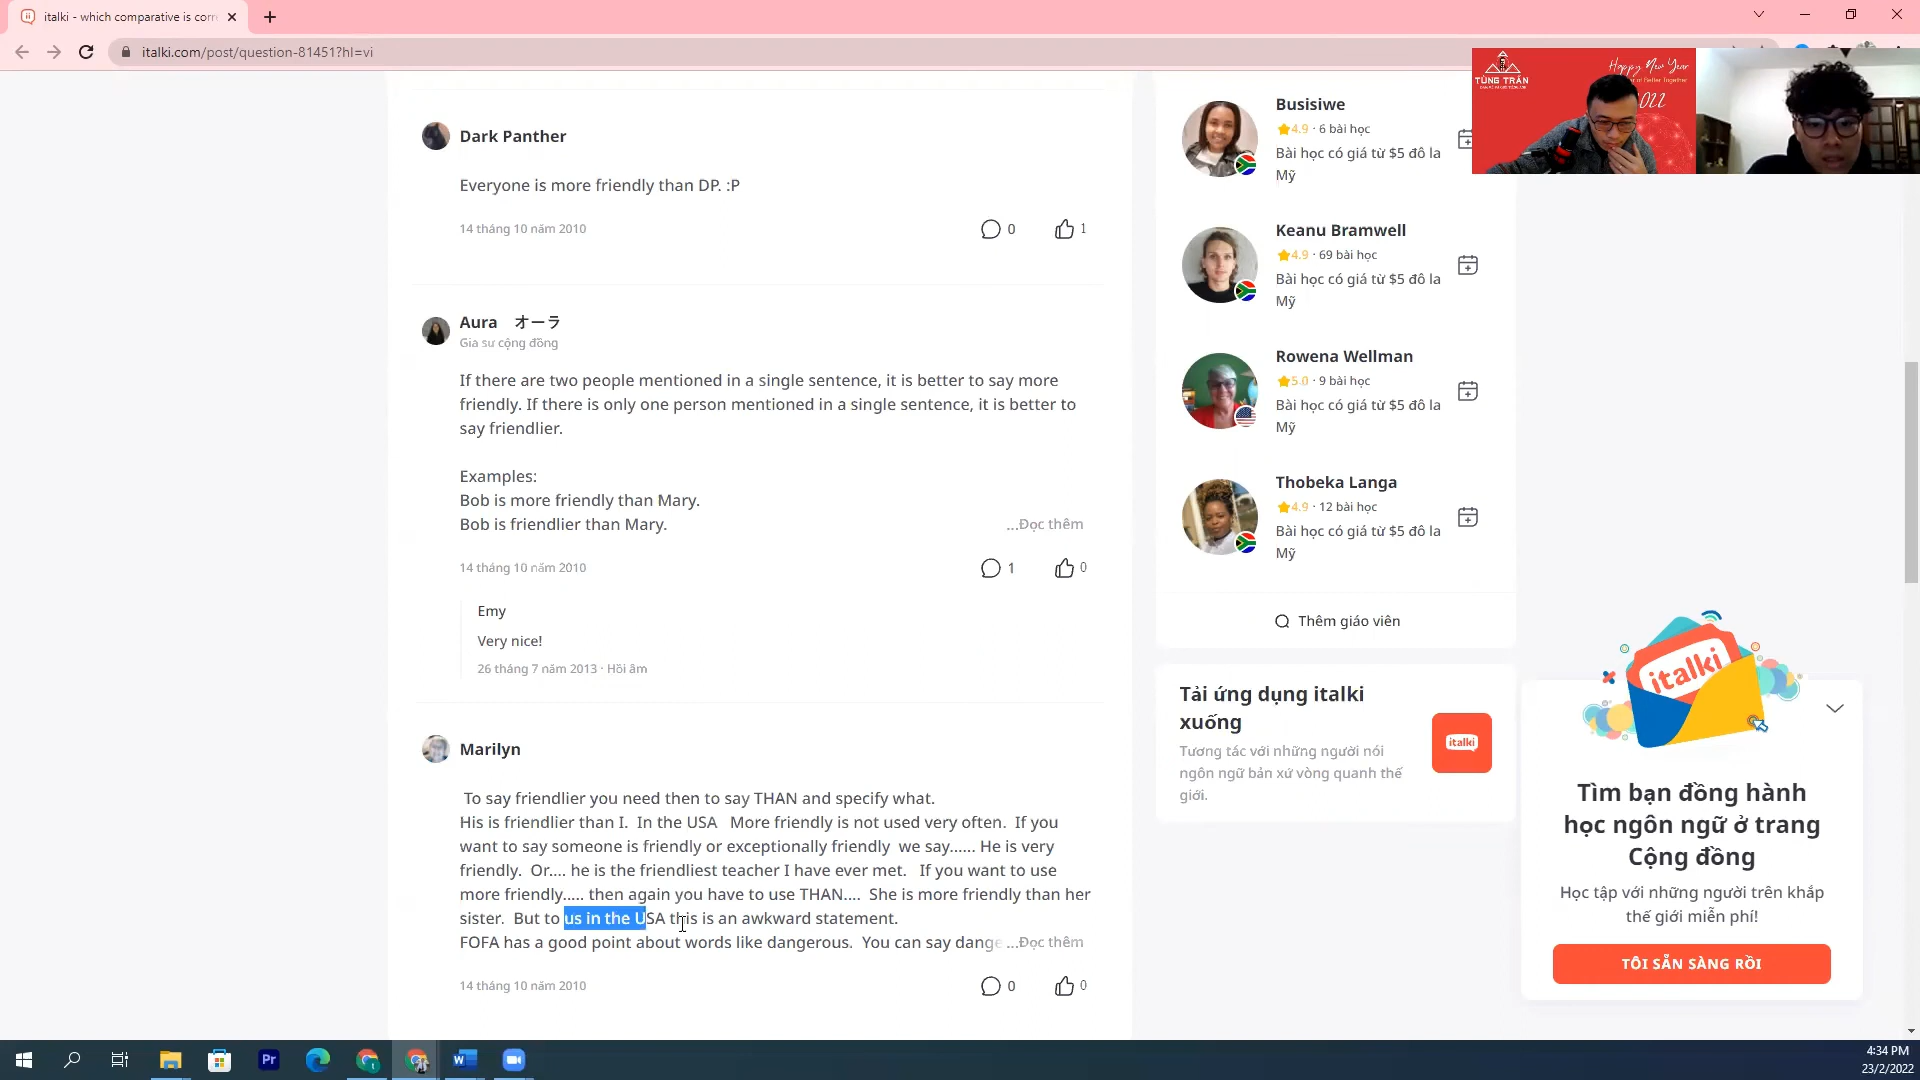 italki - which comparative is corr
italki.com/post/question-81451?hl=vi
Dark Panther
Everyone is more friendly than DP. :P
14 tháng 10 năm 2010
0
1
Aura オーラ
Gia sư cộng đồng
If there are two people mentioned in a single sentence, it is better to say more
friendly. If there is only one person mentioned in a single sentence, it is better to
say friendlier.
Examples:
Bob is more friendly than Mary.
Bob is friendlier than Mary.
...Đọc thêm
14 tháng 10 năm 2010
1
0
Emy
Very nice!
26 tháng 7 năm 2013 · Hồi âm
Marilyn
To say friendlier you need then to say THAN and specify what.
His is friendlier than I. In the USA More friendly is not used very often. If you
want to say someone is friendly or exceptionally friendly we say...... He is very
friendly. Or.... he is the friendliest teacher I have ever met. If you want to use
more friendly..... then again you have to use THAN.... She is more friendly than her
sister. But to us in the USA this is an awkward statement.
FOFA has a good point about words like dangerous. You can say dange ...Đọc thêm
14 tháng 10 năm 2010
0
0
Busisiwe
4.9 · 6 bài học
Bài học có giá từ $5 đô la
Mỹ
Keanu Bramwell
4.9 · 69 bài học
Bài học có giá từ $5 đô la
Mỹ
Rowena Wellman
5.0 · 9 bài học
Bài học có giá từ $5 đô la
Mỹ
Thobeka Langa
4.9 · 12 bài học
Bài học có giá từ $5 đô la
Mỹ
Thêm giáo viên
Tải ứng dụng italki
xuống
Tương tác với những người nói
ngôn ngữ bản xứ vòng quanh thế
giới.
italki
TÙNG TRẦN
Happy New Year
Better Together
2022
italki
Tìm bạn đồng hành
học ngôn ngữ ở trang
Cộng đồng
Học tập với những người trên khắp
thế giới miễn phí!
TÔI SẴN SÀNG RỒI
Pr
W
4:34 PM
23/2/2022